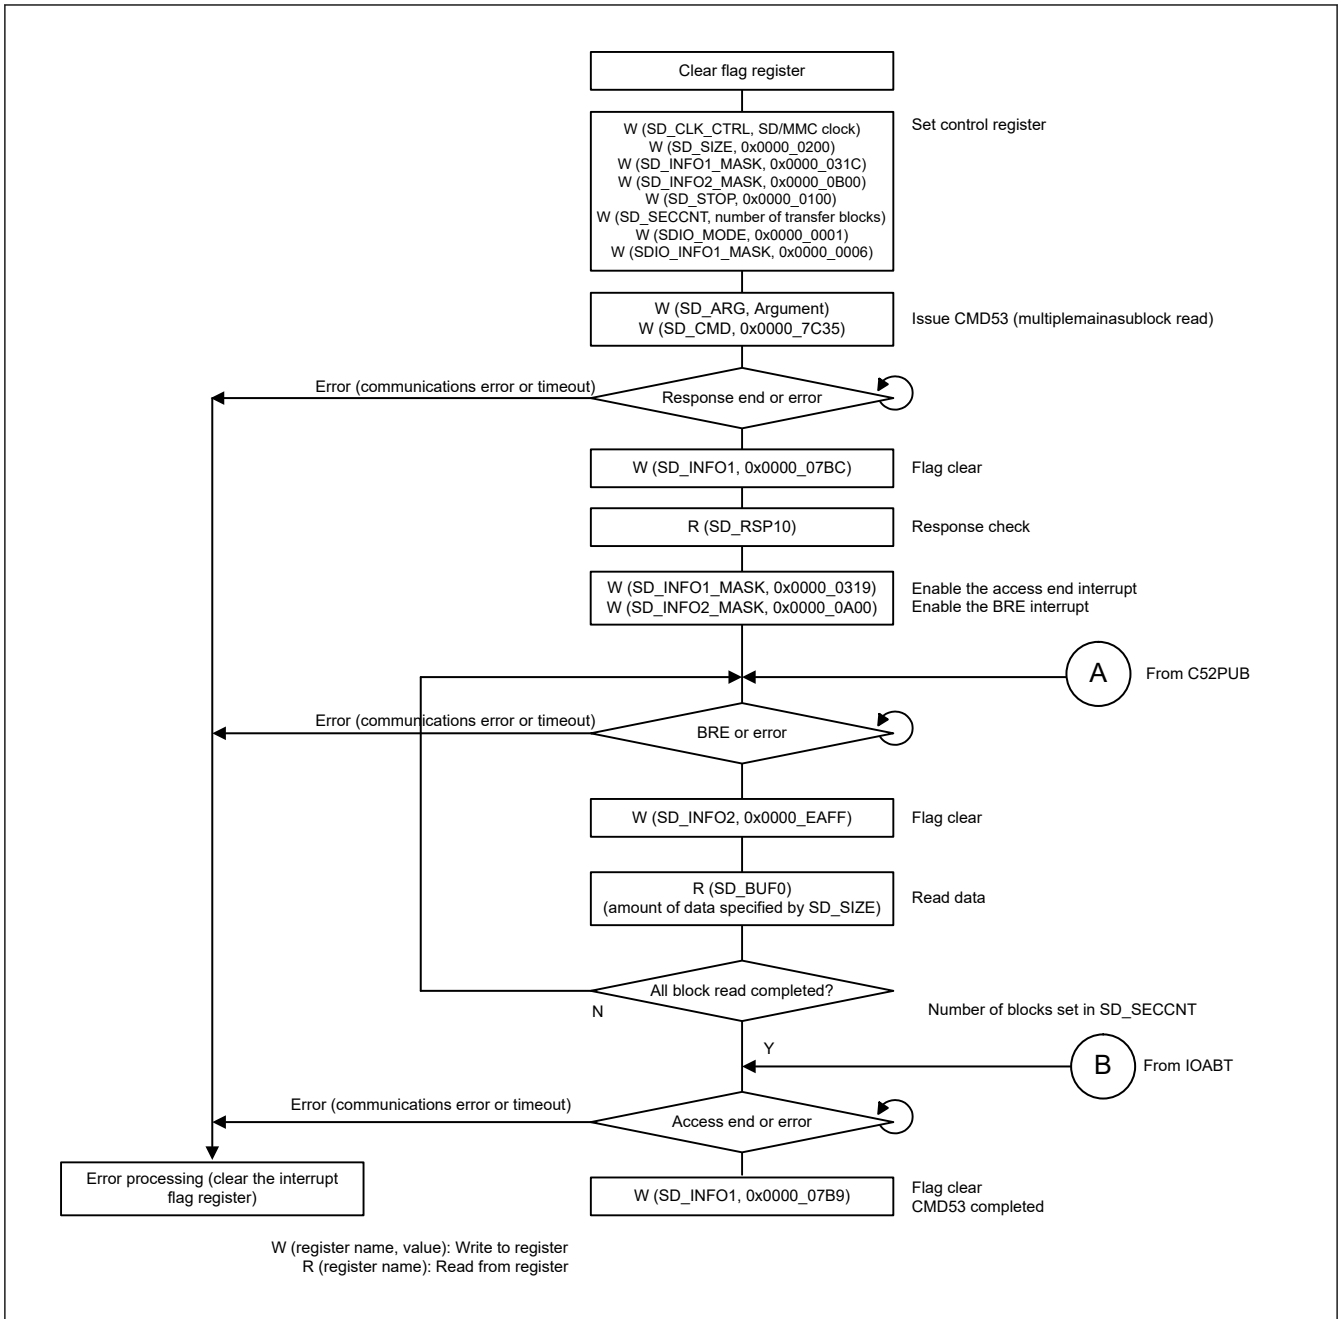 Clear flag register
W (SD_CLK_CTRL, SD/MMC clock)
W (SD_SIZE, 0x0000_0200)
W (SD_INFO1_MASK, 0x0000_031C)
W (SD_INFO2_MASK, 0x0000_0B00)
W (SD_STOP, 0x0000_0100)
W (SD_SECCNT, number of transfer blocks)
W (SDIO_MODE, 0x0000_0001)
W (SDIO_INFO1_MASK, 0x0000_0006)
Set control register
W (SD_ARG, Argument)
W (SD_CMD, 0x0000_7C35)
Issue CMD53 (multiplemainasublock read)
Error (communications error or timeout)
Response end or error
W (SD_INFO1, 0x0000_07BC)
Flag clear
R (SD_RSP10)
Response check
W (SD_INFO1_MASK, 0x0000_0319)
W (SD_INFO2_MASK, 0x0000_0A00)
Enable the access end interrupt
Enable the BRE interrupt
A
From C52PUB
Error (communications error or timeout)
BRE or error
W (SD_INFO2, 0x0000_EAFF)
Flag clear
R (SD_BUF0)
(amount of data specified by SD_SIZE)
Read data
All block read completed?
N
Number of blocks set in SD_SECCNT
Y
B
From IOABT
Error (communications error or timeout)
Access end or error
Error processing (clear the interrupt
flag register)
W (SD_INFO1, 0x0000_07B9)
Flag clear
CMD53 completed
W (register name, value): Write to register
R (register name): Read from register